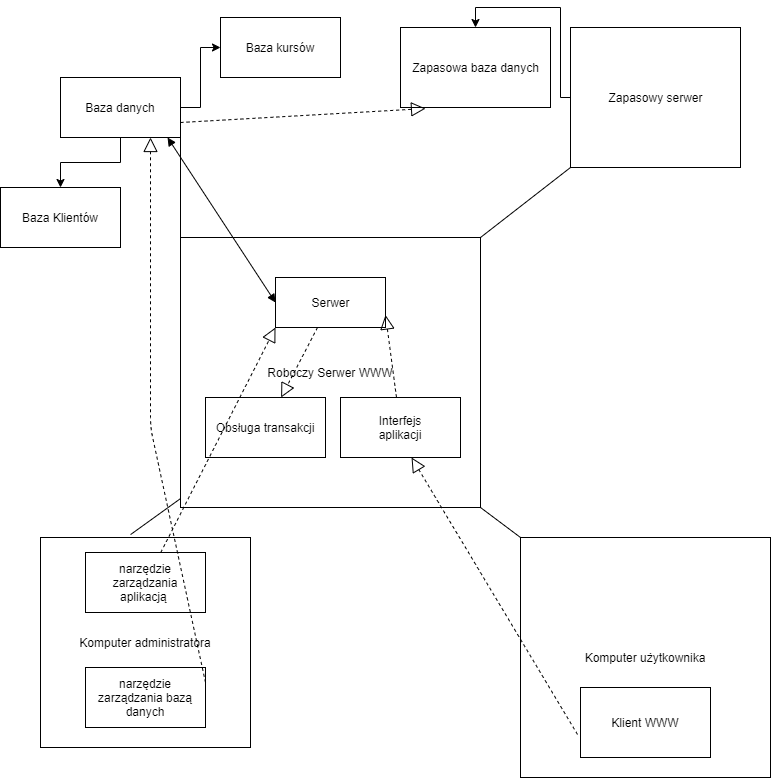 Baza kursów
Zapasowa baza danych
Zapasowy serwer
Baza danych
Baza Klientów
Serwer
Roboczy Serwer WWW
Obsługa transakcji
Interfejs
aplikacji
narzędzie
zarządzania
aplikacją
Komputer administratora
narzędzie
zarządzania bazą
danych
Komputer użytkownika
Klient WWW